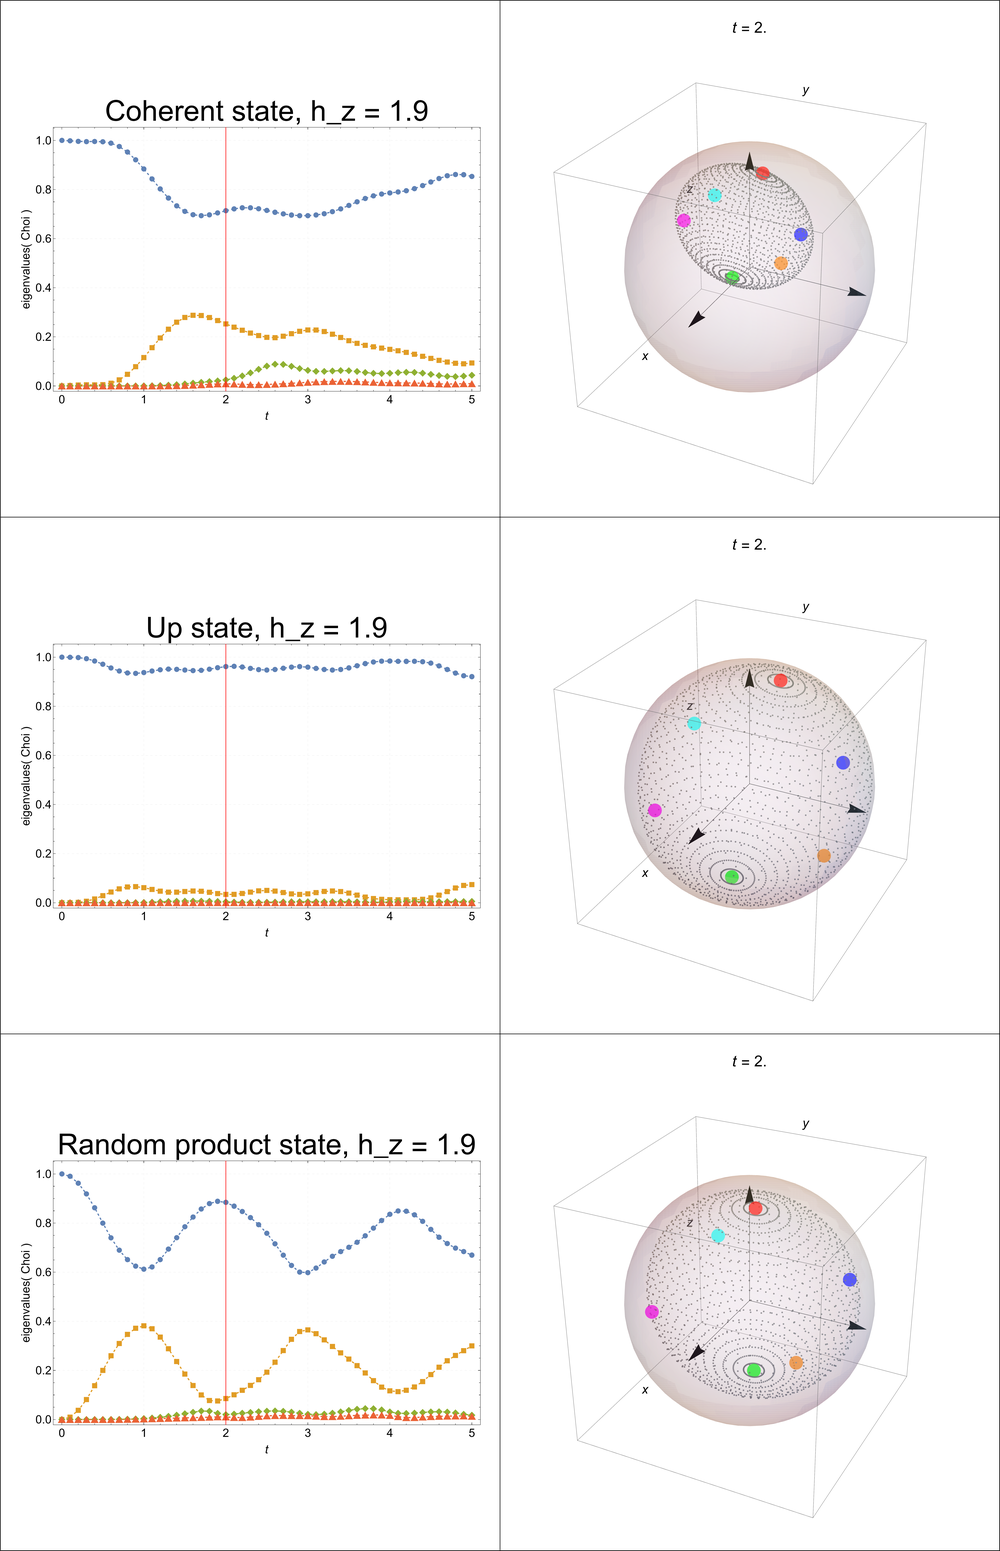 t = 2.
y
Coherent state, h_z = 1.9
1.0
0.8
0.6
0.4
0.2
0.0
eigenvalues( Choi )
0 1 2 3 4 5
t
z
x
t = 2.
y
Up state, h_z = 1.9
1.0
0.8
0.6
0.4
0.2
0.0
eigenvalues( Choi )
0 1 2 3 4 5
t
z
x
t = 2.
y
Random product state, h_z = 1.9
1.0
0.8
0.6
0.4
0.2
0.0
eigenvalues( Choi )
0 1 2 3 4 5
t
z
x